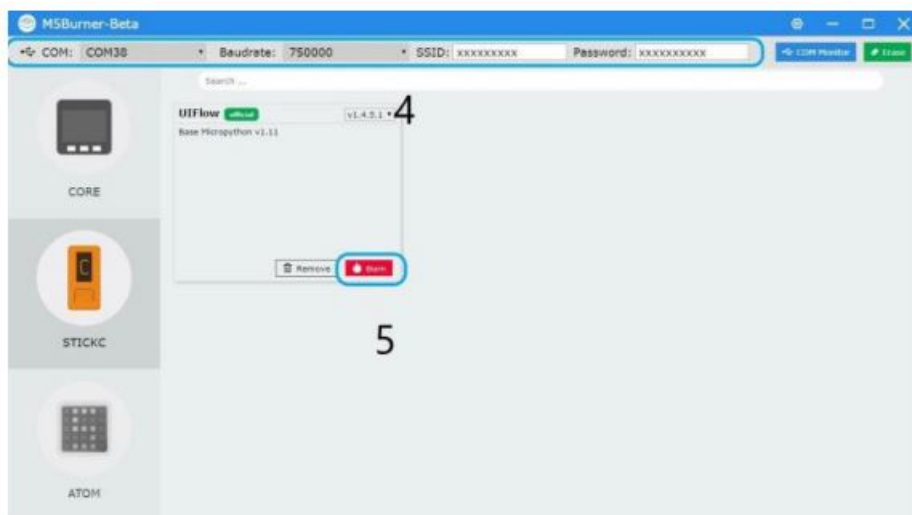 M5Burner-Beta
COM: COM38 Baudrate: 750000 SSID: xxxxxxxxx Password: xxxxxxxxxx COM Monitor Erase
Search ...
UIFlow official v1.4.5.1
4
Base Micropython v1.11
CORE
Remove Burn
5
STICKC
ATOM